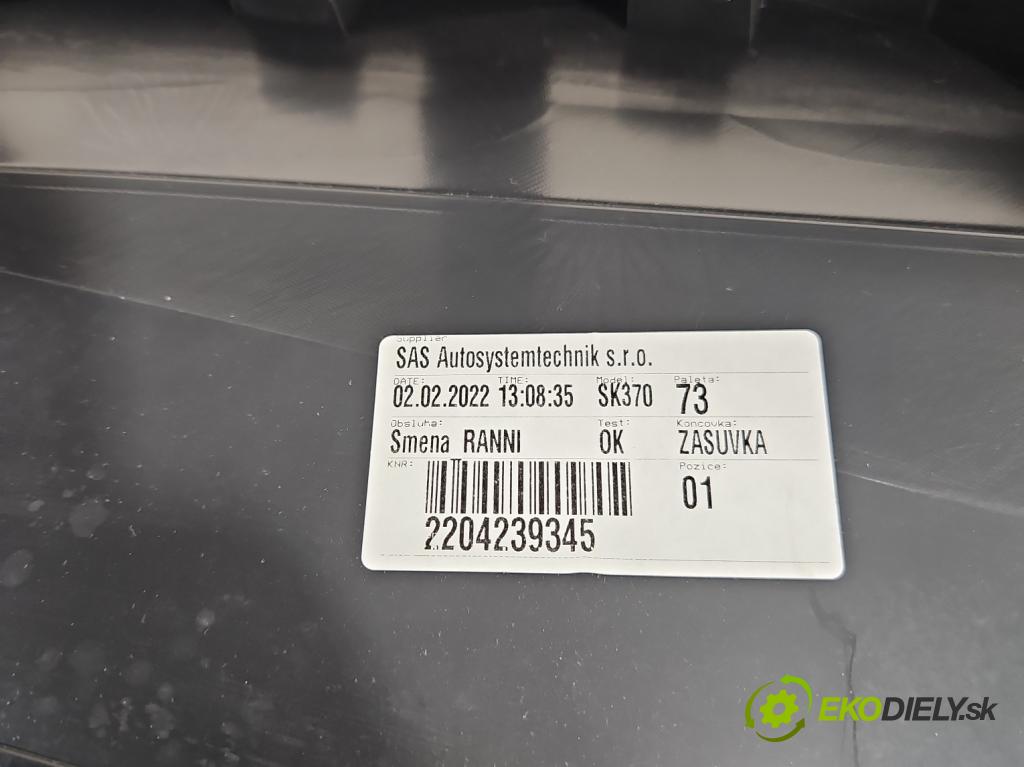 Supplier
SAS Autosystemtechnik s.r.o.
DATE: TIME: Model: Paleta:
02.02.2022 13:08:35 SK370 73
Obsluha: Test: Koncovka:
Smena RANNI OK ZASUVKA
KNR: Pozice:
01
2204239345
EKODIELY.sk